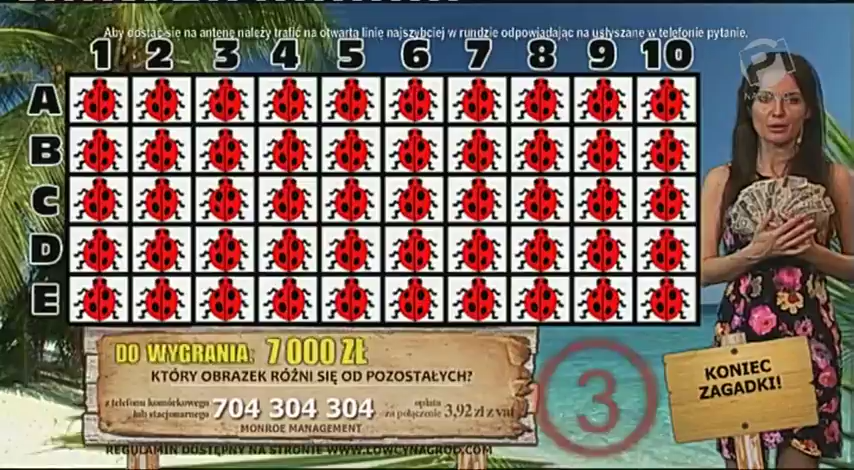 Aby dostać się na antenę należy trafić na otwartą linię najszybciej w rundzie odpowiadając na usłyszane w telefonie pytanie.
1 2 3 4 5 6 7 8 9 10
A
B
C
D
E
DO WYGRANIA: 7 000 ZŁ
KTÓRY OBRAZEK RÓŻNI SIĘ OD POZOSTAŁYCH?
z telefonu komórkowego lub stacjonarnego 704 304 304 opłata za połączenie 3,92 zł z vat
MONROE MANAGEMENT
REGULAMIN DOSTĘPNY NA STRONIE WWW.LOWCYNAGROD.COM
3
KONIEC
ZAGADKI!